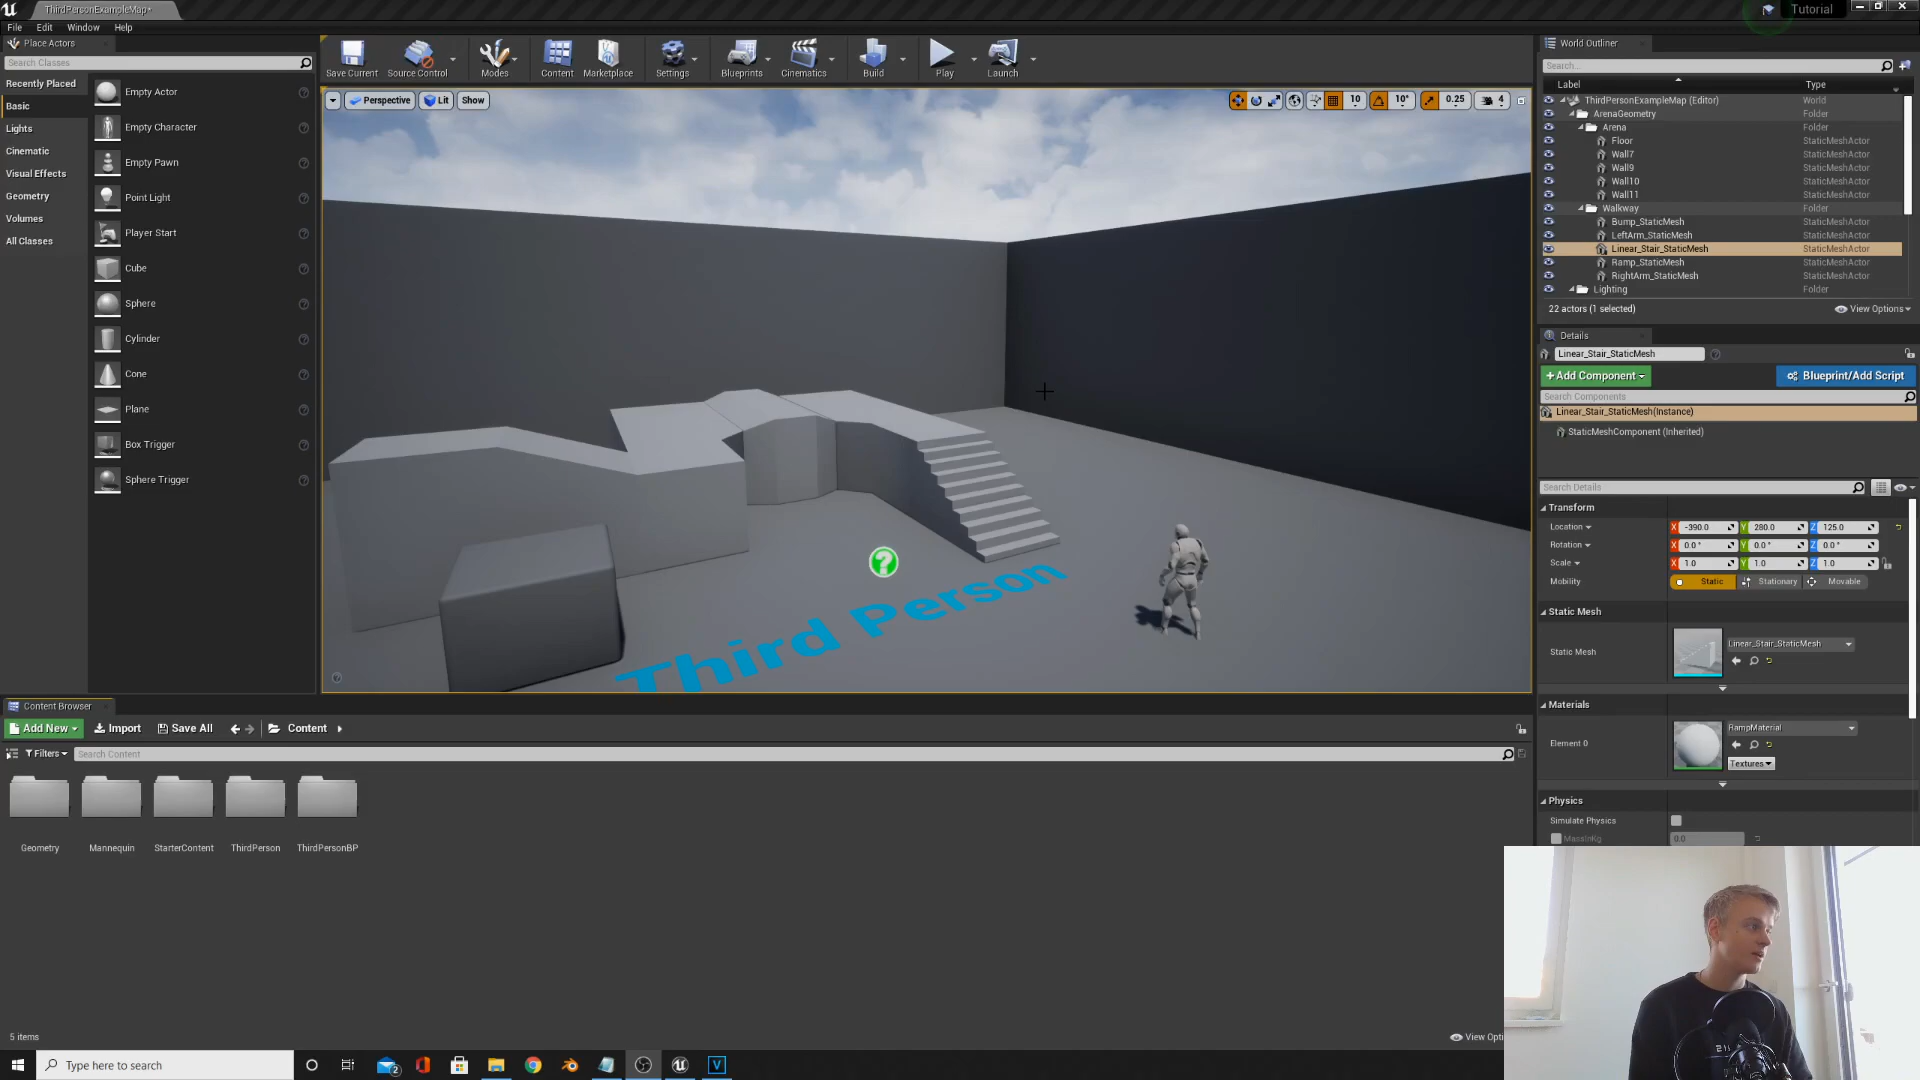 ThirdPersonExampleMap*
Tutorial
File Edit Window Help
Place Actors
Search Classes
Recently Placed
Basic
Lights
Cinematic
Visual Effects
Geometry
Volumes
All Classes
Empty Actor
Empty Character
Empty Pawn
Point Light
Player Start
Cube
Sphere
Cylinder
Cone
Plane
Box Trigger
Sphere Trigger
Save Current Source Control Modes Content Marketplace Settings Blueprints Cinematics Build Play Launch
Perspective Lit Show
10 10° 0.25 4
Third Person
World Outliner
Search...
Label Type
ThirdPersonExampleMap (Editor) World
ArenaGeometry Folder
Arena Folder
Floor StaticMeshActor
Wall7 StaticMeshActor
Wall9 StaticMeshActor
Wall10 StaticMeshActor
Wall11 StaticMeshActor
Walkway Folder
Bump_StaticMesh StaticMeshActor
LeftArm_StaticMesh StaticMeshActor
Linear_Stair_StaticMesh StaticMeshActor
Ramp_StaticMesh StaticMeshActor
RightArm_StaticMesh StaticMeshActor
Lighting Folder
22 actors (1 selected) View Options
Details
Linear_Stair_StaticMesh
+Add Component Blueprint/Add Script
Search Components
Linear_Stair_StaticMesh(Instance)
StaticMeshComponent (Inherited)
Search Details
Transform
Location X -390.0 Y 280.0 Z 125.0
Rotation X 0.0° Y 0.0° Z 0.0°
Scale X 1.0 Y 1.0 Z 1.0
Mobility Static Stationary Movable
Static Mesh
Static Mesh Linear_Stair_StaticMesh
Materials
Element 0 RampMaterial
Textures
Physics
Simulate Physics
MassInKg 0.0
Content Browser
Add New Import Save All Content
Filters Search Content
Geometry Mannequin StarterContent ThirdPerson ThirdPersonBP
5 items View Opti
Type here to search
2
V